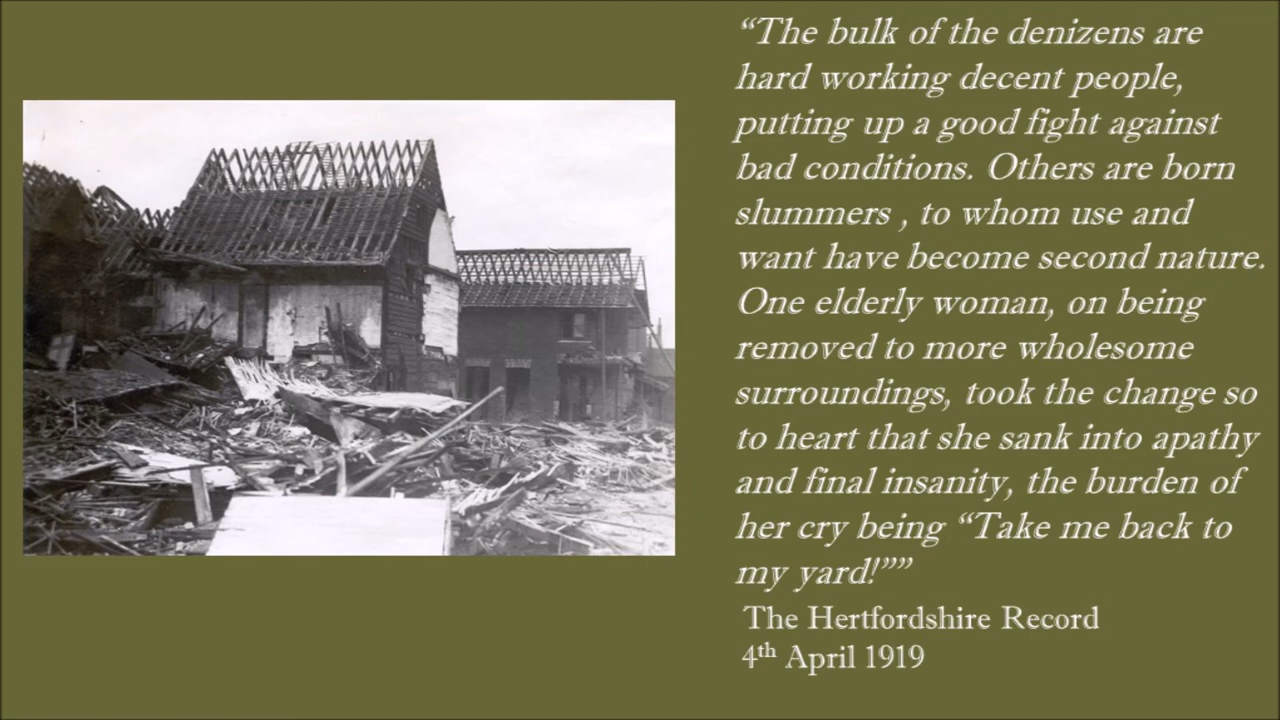 “The bulk of the denizens are
hard working decent people,
putting up a good fight against
bad conditions. Others are born
slummers , to whom use and
want have become second nature.
One elderly woman, on being
removed to more wholesome
surroundings, took the change so
to heart that she sank into apathy
and final insanity, the burden of
her cry being “Take me back to
my yard!””
The Hertfordshire Record
4th April 1919